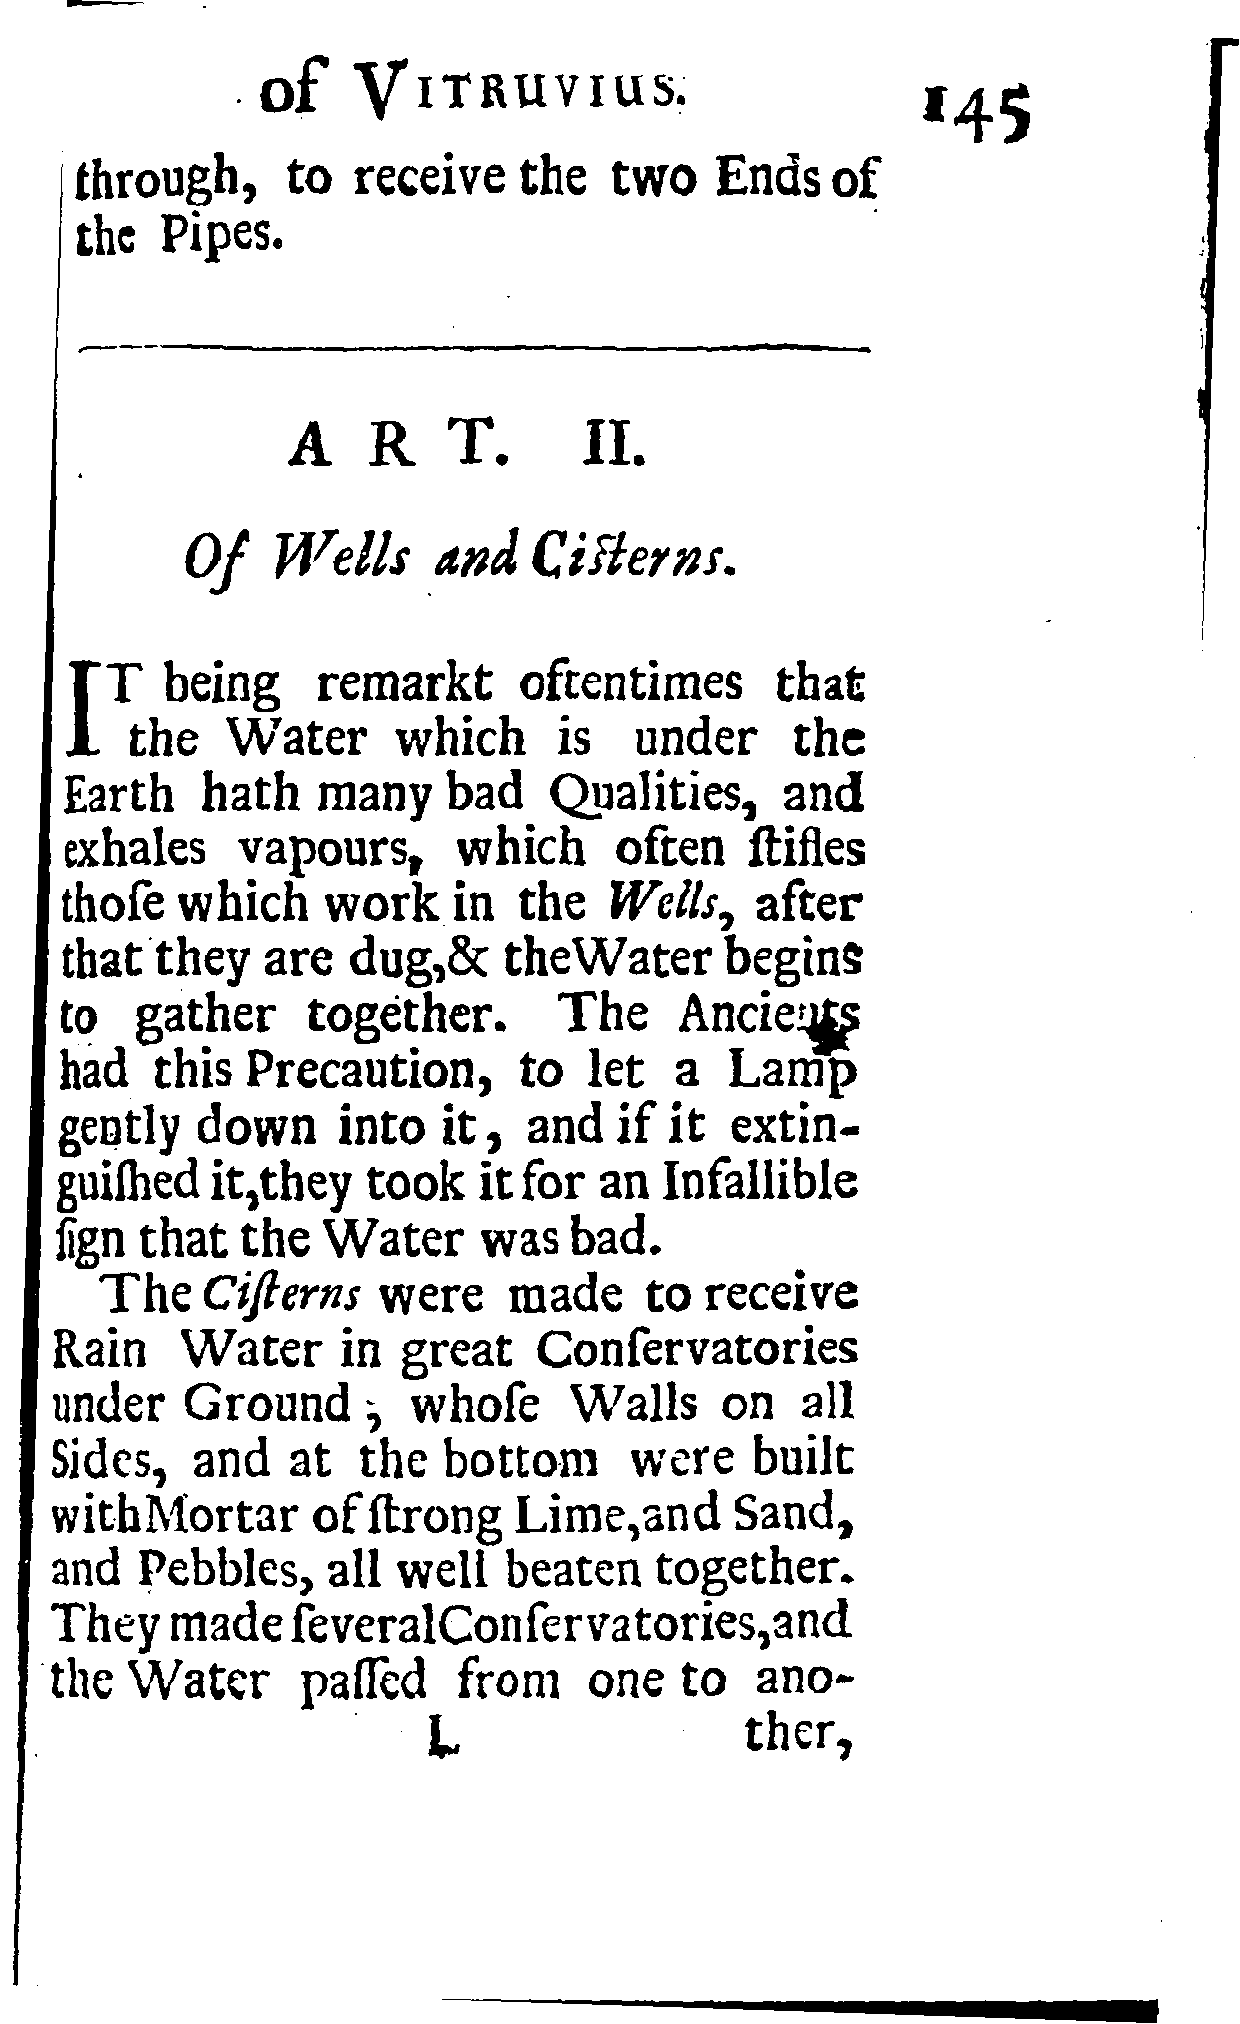 of VITRUVIUS. 145
through, to receive the two Ends of
the Pipes.
ART. II.
Of Wells and Ciſterns.
IT being remarkt oftentimes that
the Water which is under the
Earth hath many bad Qualities, and
exhales vapours, which often ſtifles
thoſe which work in the Wells, after
that they are dug,& theWater begins
to gather together. The Ancients
had this Precaution, to let a Lamp
gently down into it, and if it extin-
guiſhed it,they took it for an Infallible
ſign that the Water was bad.
The Ciſterns were made to receive
Rain Water in great Conſervatories
under Ground; whoſe Walls on all
Sides, and at the bottom were built
withMortar of ſtrong Lime,and Sand,
and Pebbles, all well beaten together.
They made ſeveralConſervatories,and
the Water paſſed from one to ano-
L ther,